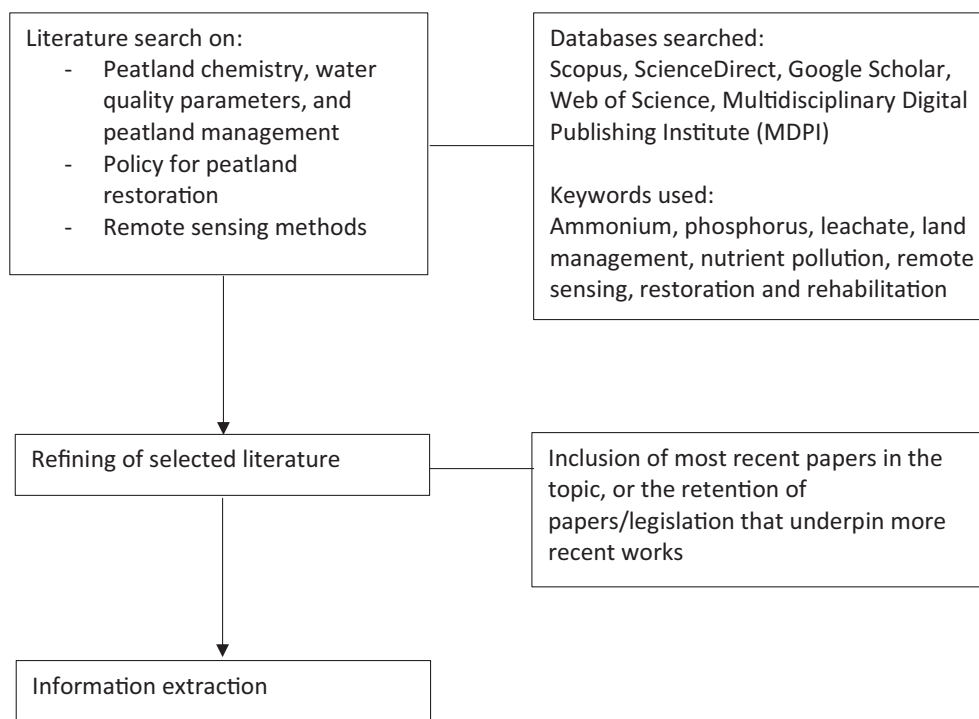 Literature search on:
- Peatland chemistry, water
quality parameters, and
peatland management
- Policy for peatland
restoration
- Remote sensing methods
Databases searched:
Scopus, ScienceDirect, Google Scholar,
Web of Science, Multidisciplinary Digital
Publishing Institute (MDPI)
Keywords used:
Ammonium, phosphorus, leachate, land
management, nutrient pollution, remote
sensing, restoration and rehabilitation
Refining of selected literature
Inclusion of most recent papers in the
topic, or the retention of
papers/legislation that underpin more
recent works
Information extraction